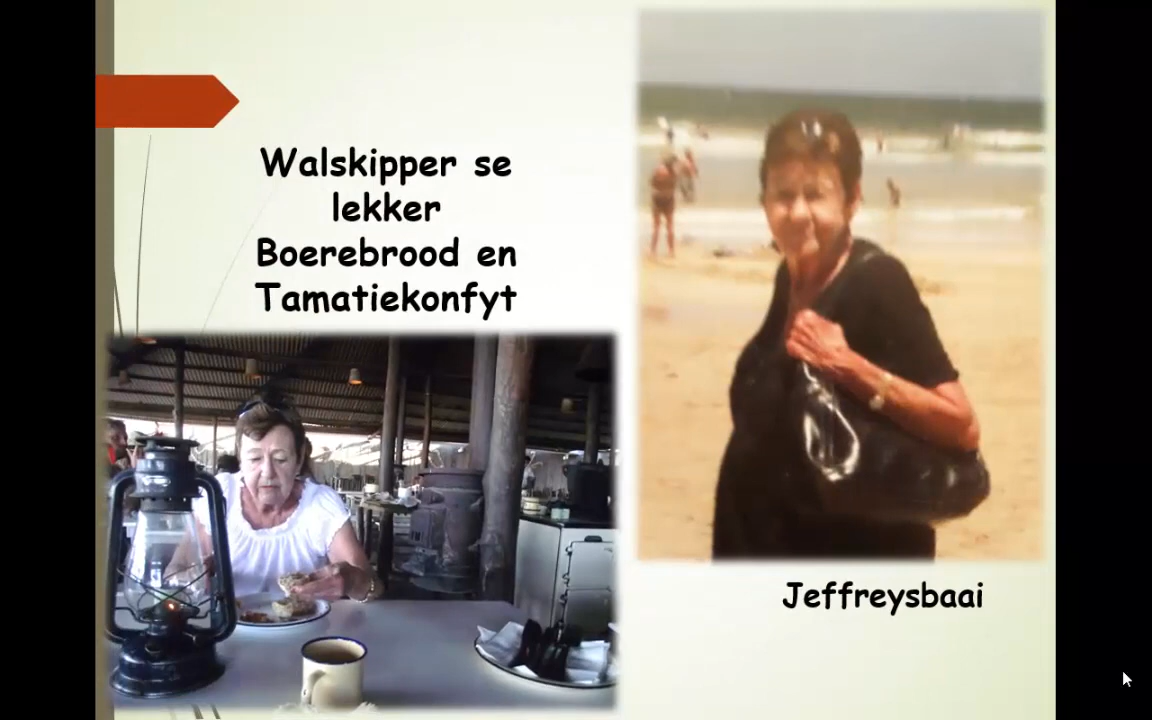 Walskipper se
lekker
Boerebrood en
Tamatiekonfyt
Jeffreysbaai